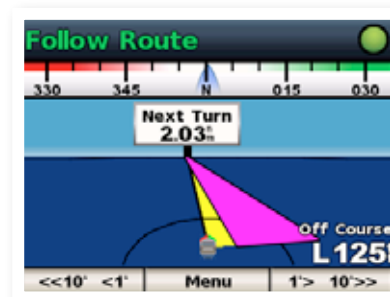 Follow Route
330 345 N 015 030
Next Turn
2.03
Off Course
L 125
<<10° <1° Menu 1°> 10°>>